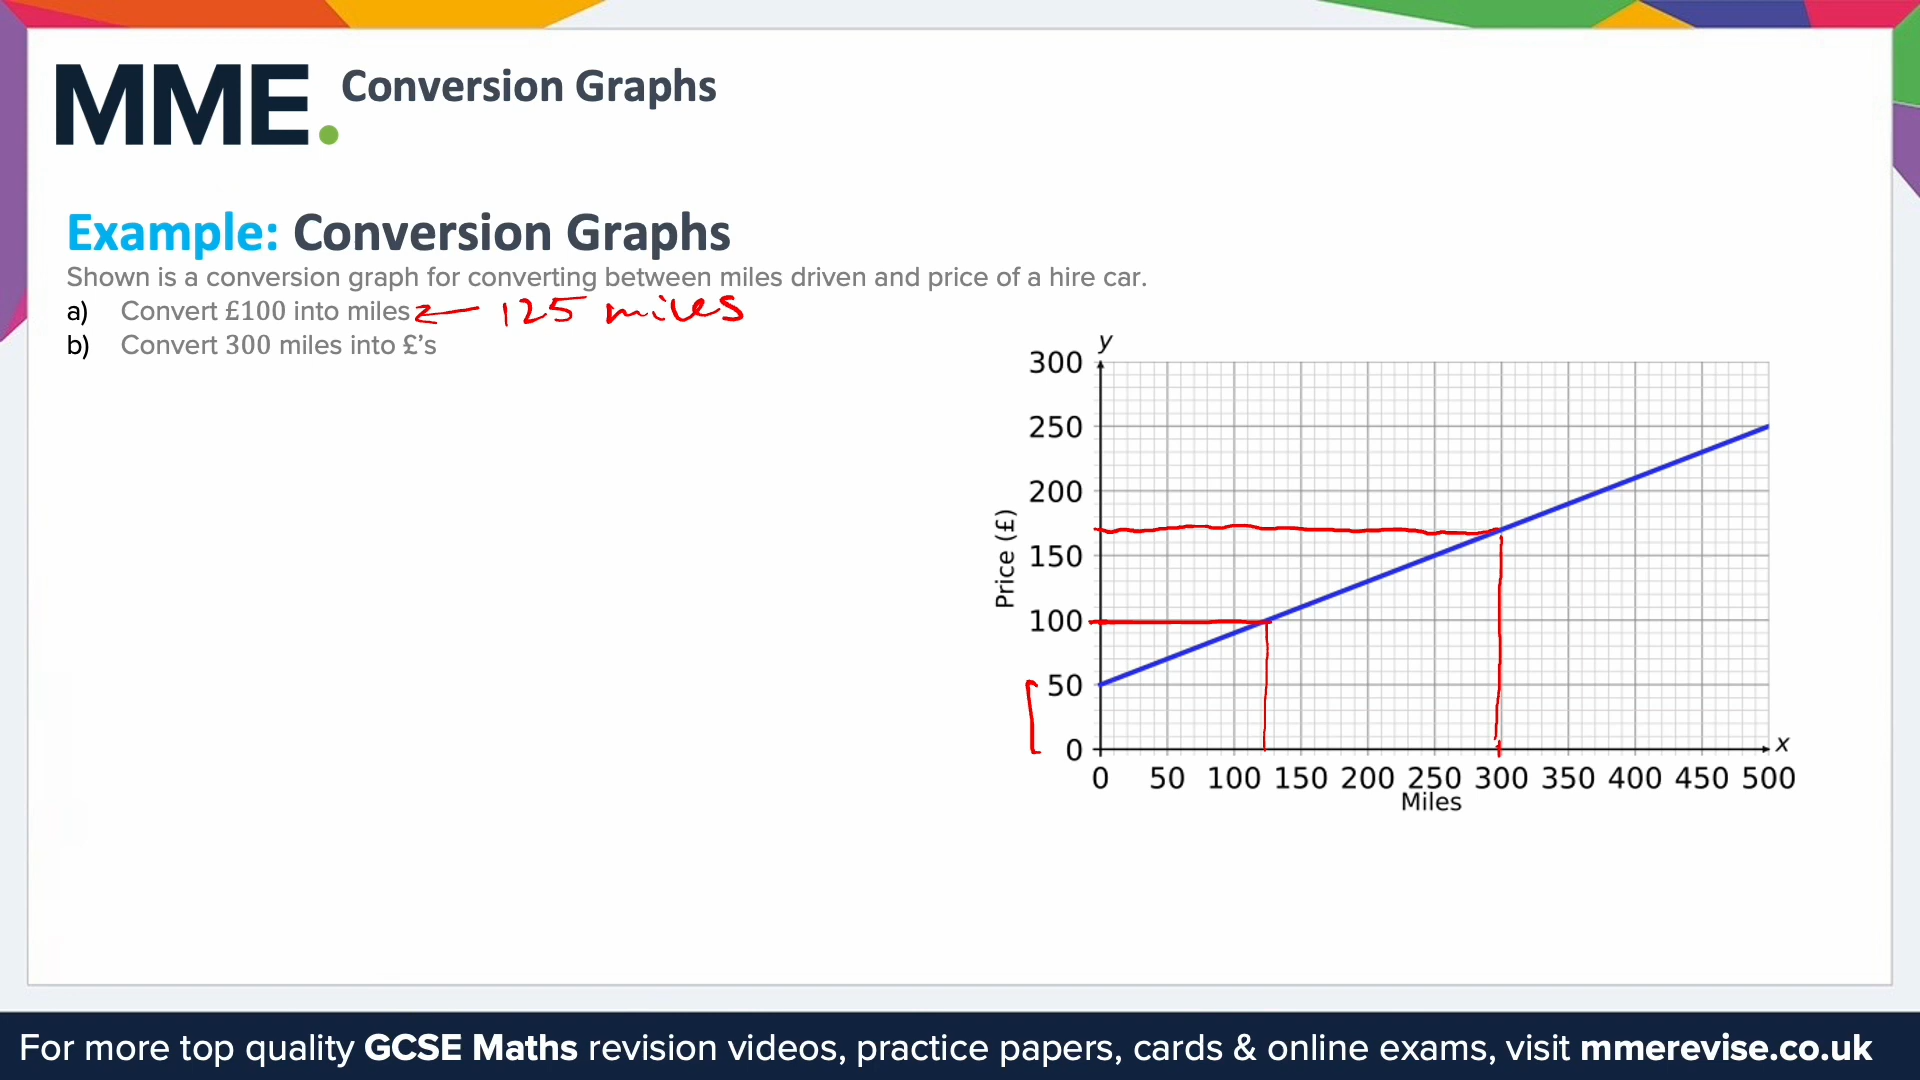 MME. Conversion Graphs
Example: Conversion Graphs
Shown is a conversion graph for converting between miles driven and price of a hire car.
a) Convert £100 into miles ← 125 miles
b) Convert 300 miles into £’s
y
300
250
200
150
100
50
0
Price (£)
x
0 50 100 150 200 250 300 350 400 450 500
Miles
For more top quality GCSE Maths revision videos, practice papers, cards & online exams, visit mmerevise.co.uk